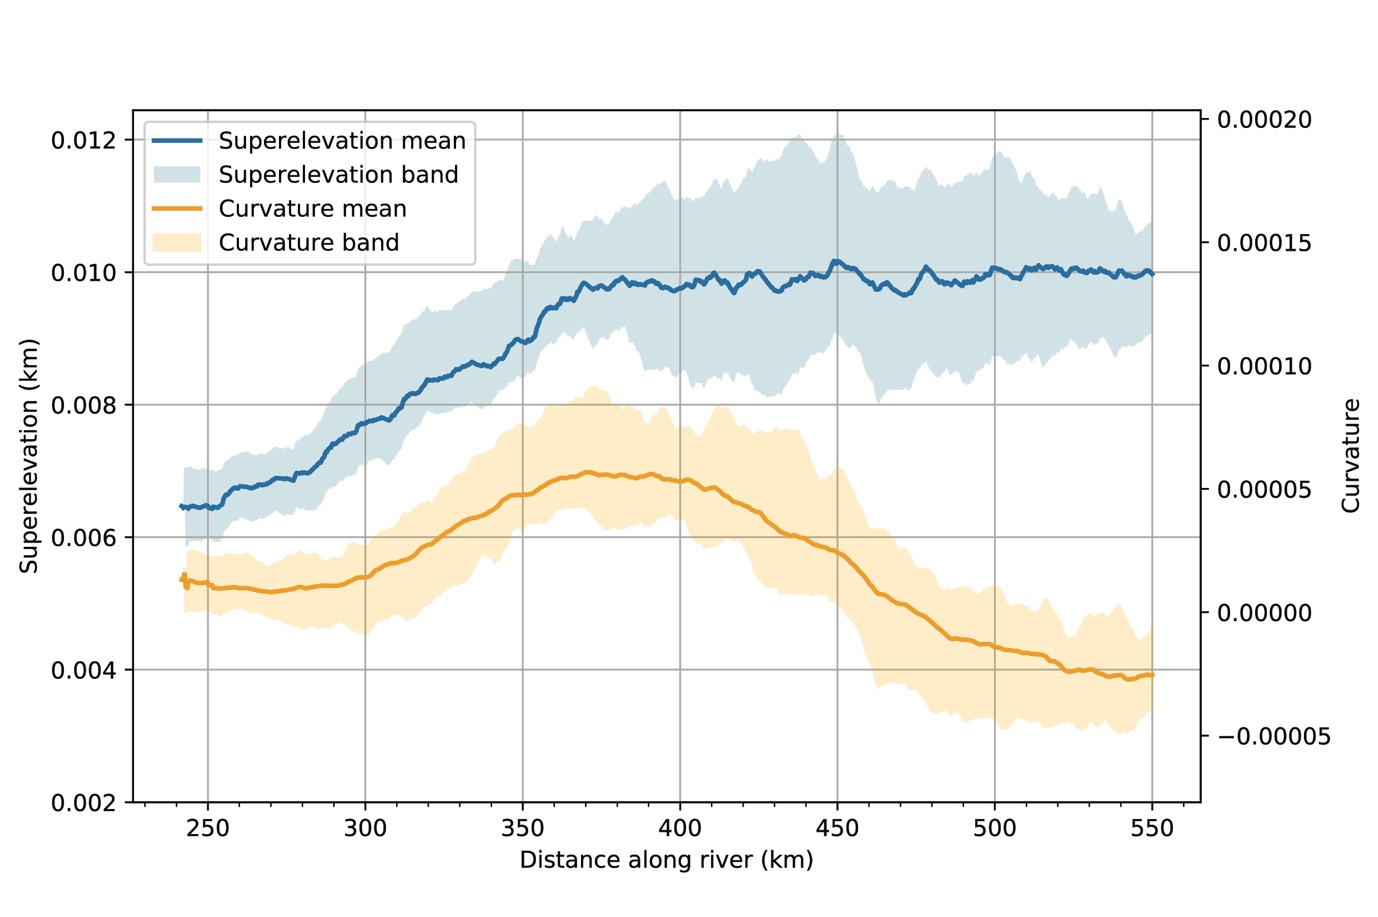 Superelevation mean
Superelevation band
Curvature mean
Curvature band
Superelevation (km)
0.012
0.010
0.008
0.006
0.004
0.002
0.00020
0.00015
0.00010
0.00005
0.00000
−0.00005
Curvature
250 300 350 400 450 500 550
Distance along river (km)